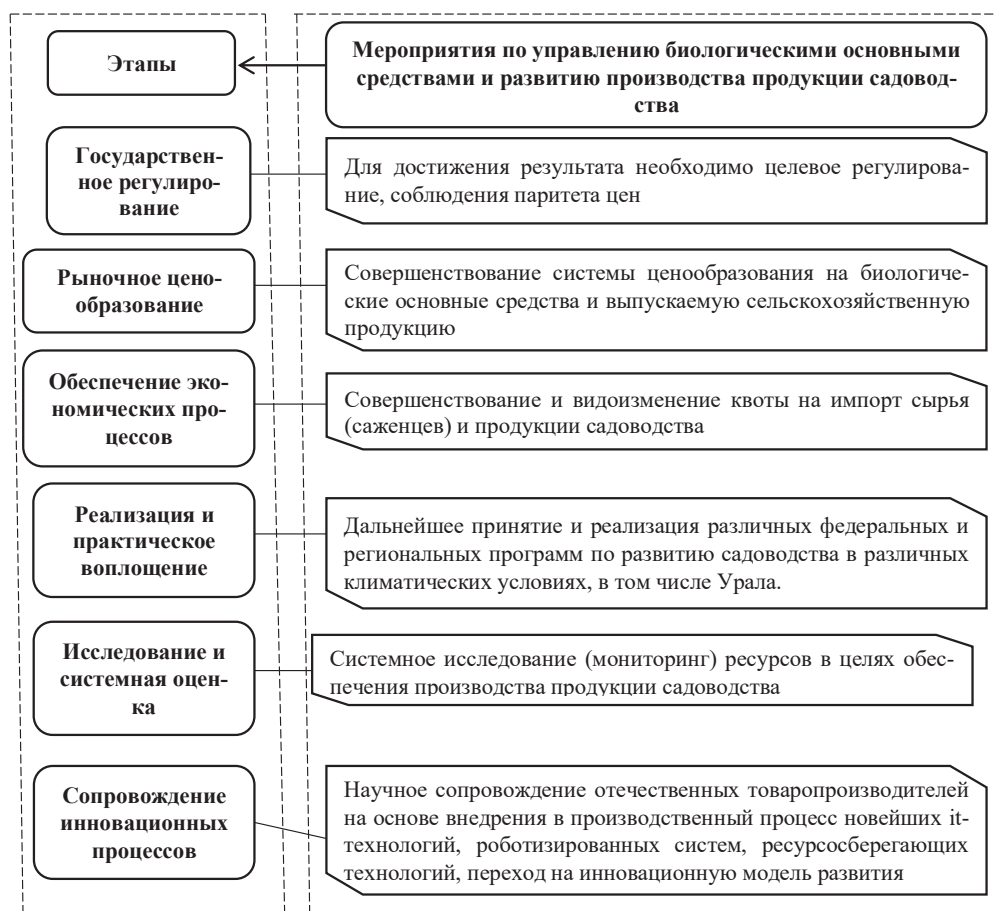 Этапы
Мероприятия по управлению биологическими основными
средствами и развитию производства продукции садовод-
ства
Государствен-
ное регулиро-
вание
Для достижения результата необходимо целевое регулирова-
ние, соблюдения паритета цен
Рыночное цено-
образование
Совершенствование системы ценообразования на биологиче-
ские основные средства и выпускаемую сельскохозяйственную
продукцию
Обеспечение эко-
номических про-
цессов
Совершенствование и видоизменение квоты на импорт сырья
(саженцев) и продукции садоводства
Реализация и
практическое
воплощение
Дальнейшее принятие и реализация различных федеральных и
региональных программ по развитию садоводства в различных
климатических условиях, в том числе Урала.
Исследование и
системная оцен-
ка
Системное исследование (мониторинг) ресурсов в целях обес-
печения производства продукции садоводства
Сопровождение
инновационных
процессов
Научное сопровождение отечественных товаропроизводителей
на основе внедрения в производственный процесс новейших it-
технологий, роботизированных систем, ресурсосберегающих
технологий, переход на инновационную модель развития